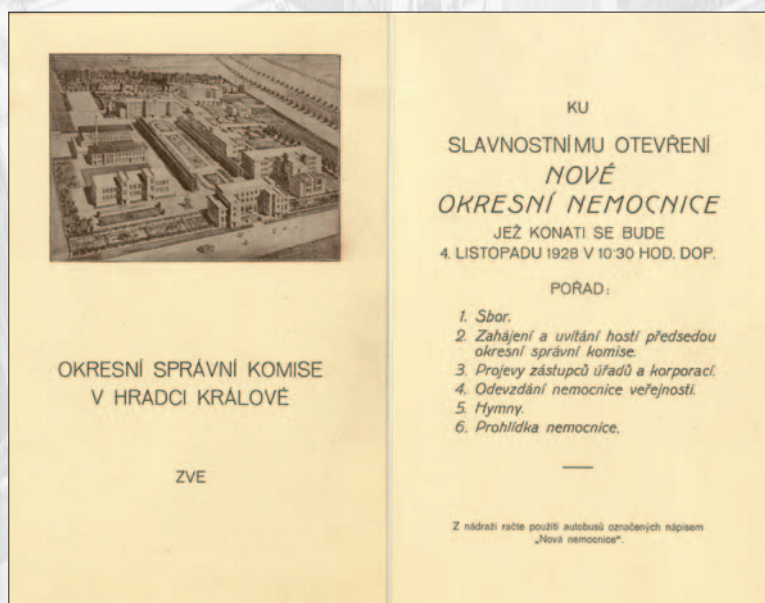 OKRESNÍ SPRÁVNÍ KOMISE
V HRADCI KRÁLOVÉ
ZVE
KU
SLAVNOSTNÍMU OTEVŘENÍ
NOVÉ
OKRESNÍ NEMOCNICE
JEŽ KONATI SE BUDE
4. LISTOPADU 1928 V 10·30 HOD. DOP.
POŘAD:
1. Sbor.
2. Zahájení a uvítání hostí předsedou
okresní správní komise.
3. Projevy zástupců úřadů a korporací.
4. Odevzdání nemocnice veřejnosti.
5. Hymny.
6. Prohlídka nemocnice.
Z nádraží račte použíti autobusů označených nápisem
„Nová nemocnice“.